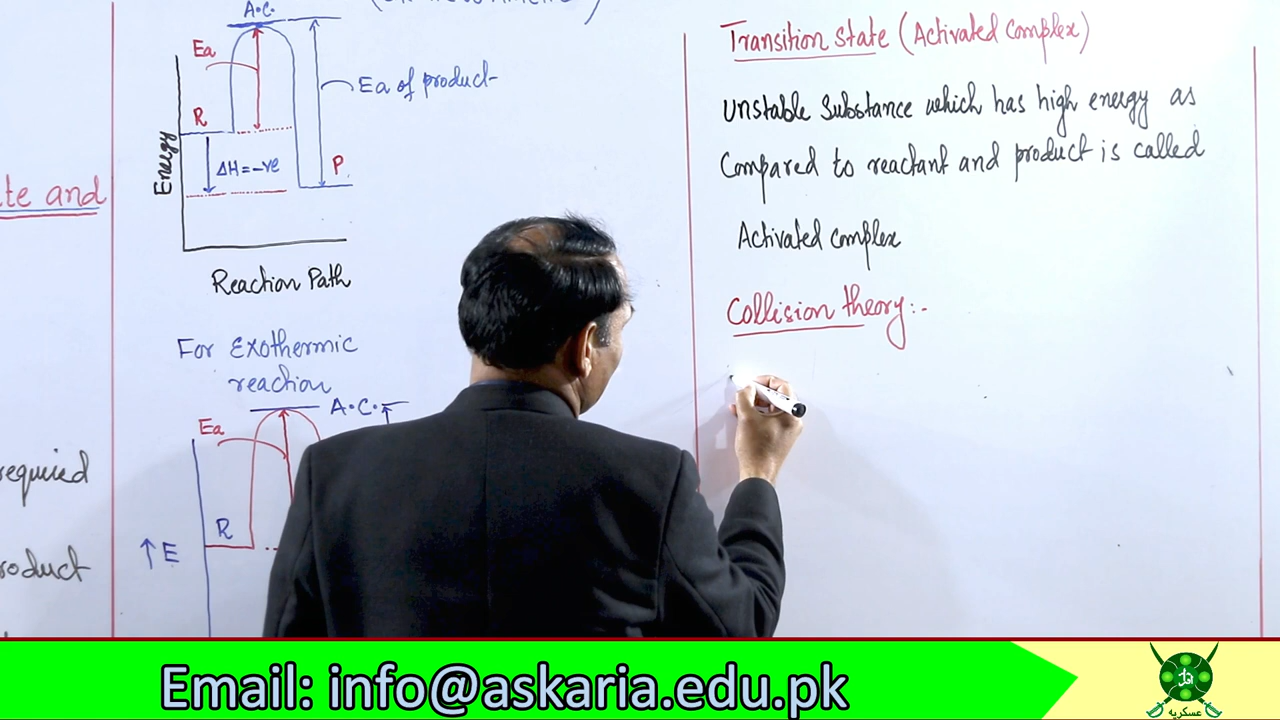 te and
required
roduct
A.C.
Ea
Ea of product
R
ΔH=-ve
P
Energy
Reaction Path
For Exothermic
reaction
A.C.
Ea
R
↑E
Transition state (Activated complex)
Unstable Substance which has high energy as
Compared to reactant and product is called
Activated complex
Collision theory:-
Email: info@askaria.edu.pk
عسکریہ